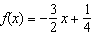 f(x) = −3/2 x + 1/4